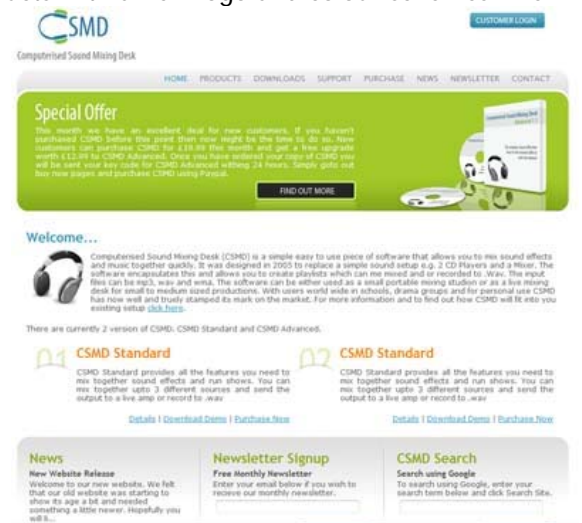 CSMD
CUSTOMER LOGIN
Computerised Sound Mixing Desk
HOME PRODUCTS DOWNLOADS SUPPORT PURCHASE NEWS NEWSLETTER CONTACT
Special Offer
This month we have an excellent deal for new customers. If you haven't
purchased CSMD before this point then now might be the time to do so. New
customers can purchase CSMD for £19.99 this month and get a free upgrade
worth £12.99 to CSMD Advanced. Once you have ordered your copy of CSMD you
will be sent your key code for CSMD Advanced withing 24 hours. Simply goto out
buy now pages and purchase CSMD using Paypal.
FIND OUT MORE
Computerised Sound Mixing Desk
Welcome...
Computerised Sound Mixing Desk (CSMD) is a simple easy to use piece of software that allows you to mix sound effects
and music together quickly. It was designed in 2005 to replace a simple sound setup e.g. 2 CD Players and a Mixer. The
software encapsulates this and allows you to create playlists which can me mixed and or recorded to .Wav. The input
files can be mp3, wav and wma. The software can be either used as a small portable mixing studion or as a live mixing
desk for small to medium sized productions. With users world wide in schools, drama groups and for personal use CSMD
has now well and truly stamped its mark on the market. For more information and to find out how CSMD will fit into you
existing setup click here.
There are currently 2 version of CSMD. CSMD Standard and CSMD Advanced.
01 CSMD Standard
CSMD Standard provides all the features you need to
mix together sound effects and run shows. You can
mix together upto 3 different sources and send the
output to a live amp or record to .wav
Details | Download Demo | Purchase Now
02 CSMD Standard
CSMD Standard provides all the features you need to
mix together sound effects and run shows. You can
mix together upto 3 different sources and send the
output to a live amp or record to .wav
Details | Download Demo | Purchase Now
News
New Website Release
Welcome to our new website. We felt
that our old website was starting to
show its age a bit and needed
something a little newer. Hopefully you
will li...
Newsletter Signup
Free Monthly Newsletter
Enter your email below if you wish to
recieve our monthly newsletter.
CSMD Search
Search using Google
To search using Google, enter your
search term below and click Search Site.